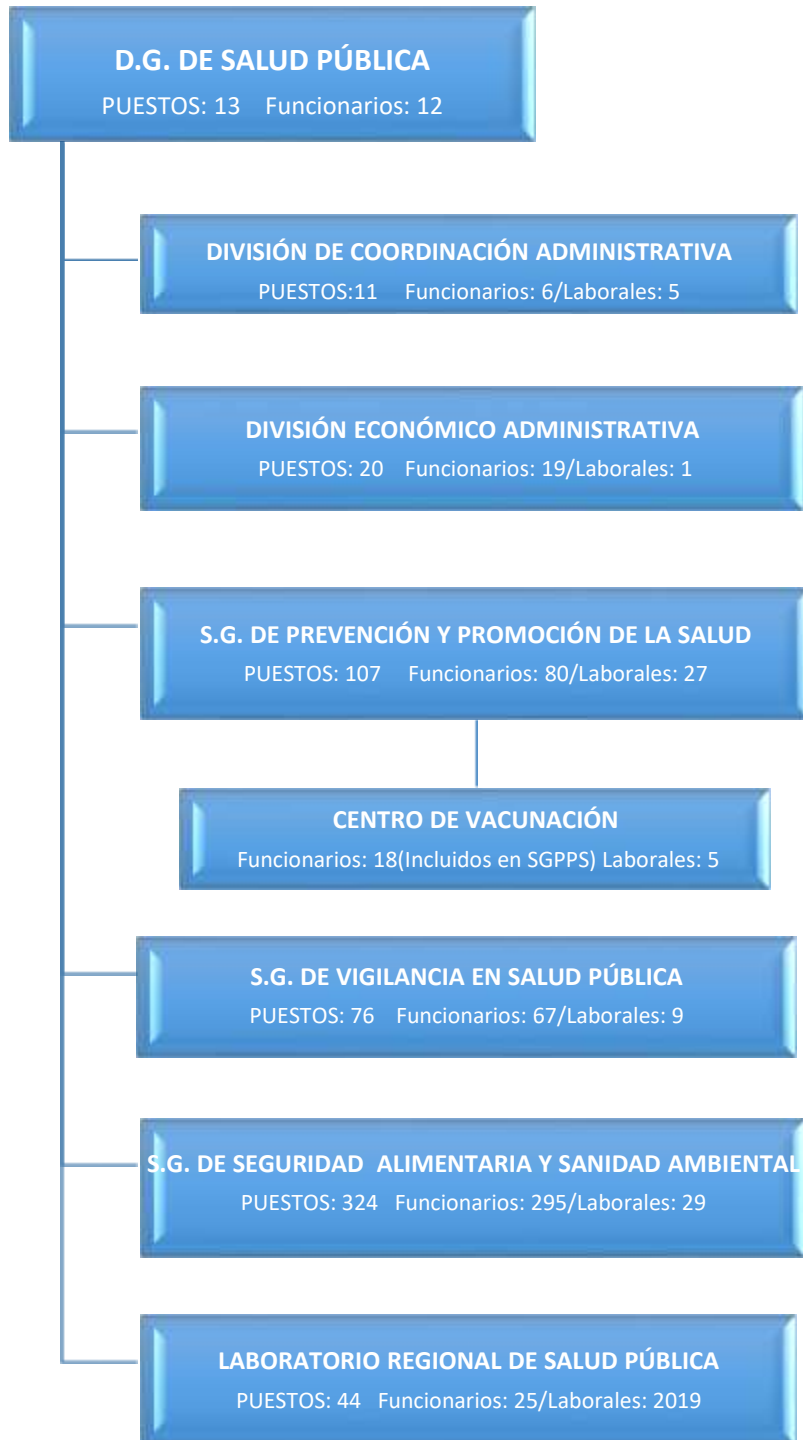 D.G. DE SALUD PÚBLICA
PUESTOS: 13 Funcionarios: 12
DIVISIÓN DE COORDINACIÓN ADMINISTRATIVA
PUESTOS:11 Funcionarios: 6/Laborales: 5
DIVISIÓN ECONÓMICO ADMINISTRATIVA
PUESTOS: 20 Funcionarios: 19/Laborales: 1
S.G. DE PREVENCIÓN Y PROMOCIÓN DE LA SALUD
PUESTOS: 107 Funcionarios: 80/Laborales: 27
CENTRO DE VACUNACIÓN
Funcionarios: 18(Incluidos en SGPPS) Laborales: 5
S.G. DE VIGILANCIA EN SALUD PÚBLICA
PUESTOS: 76 Funcionarios: 67/Laborales: 9
S.G. DE SEGURIDAD ALIMENTARIA Y SANIDAD AMBIENTAL
PUESTOS: 324 Funcionarios: 295/Laborales: 29
LABORATORIO REGIONAL DE SALUD PÚBLICA
PUESTOS: 44 Funcionarios: 25/Laborales: 2019